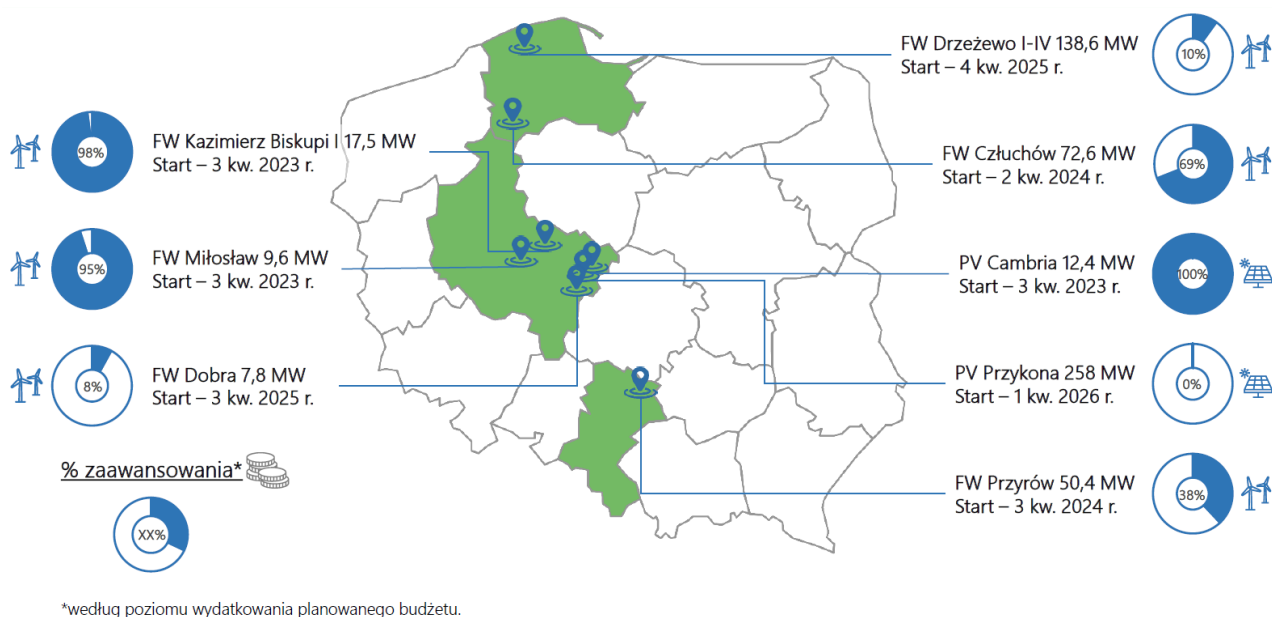 FW Drzeżewo I-IV 138,6 MW
Start – 4 kw. 2025 r.
10%
98%
FW Kazimierz Biskupi I 17,5 MW
Start – 3 kw. 2023 r.
FW Człuchów 72,6 MW
Start – 2 kw. 2024 r.
69%
95%
FW Miłosław 9,6 MW
Start – 3 kw. 2023 r.
PV Cambria 12,4 MW
Start – 3 kw. 2023 r.
100%
8%
FW Dobra 7,8 MW
Start – 3 kw. 2025 r.
PV Przykona 258 MW
Start – 1 kw. 2026 r.
0%
% zaawansowania*
XX%
FW Przyrów 50,4 MW
Start – 3 kw. 2024 r.
38%
*według poziomu wydatkowania planowanego budżetu.